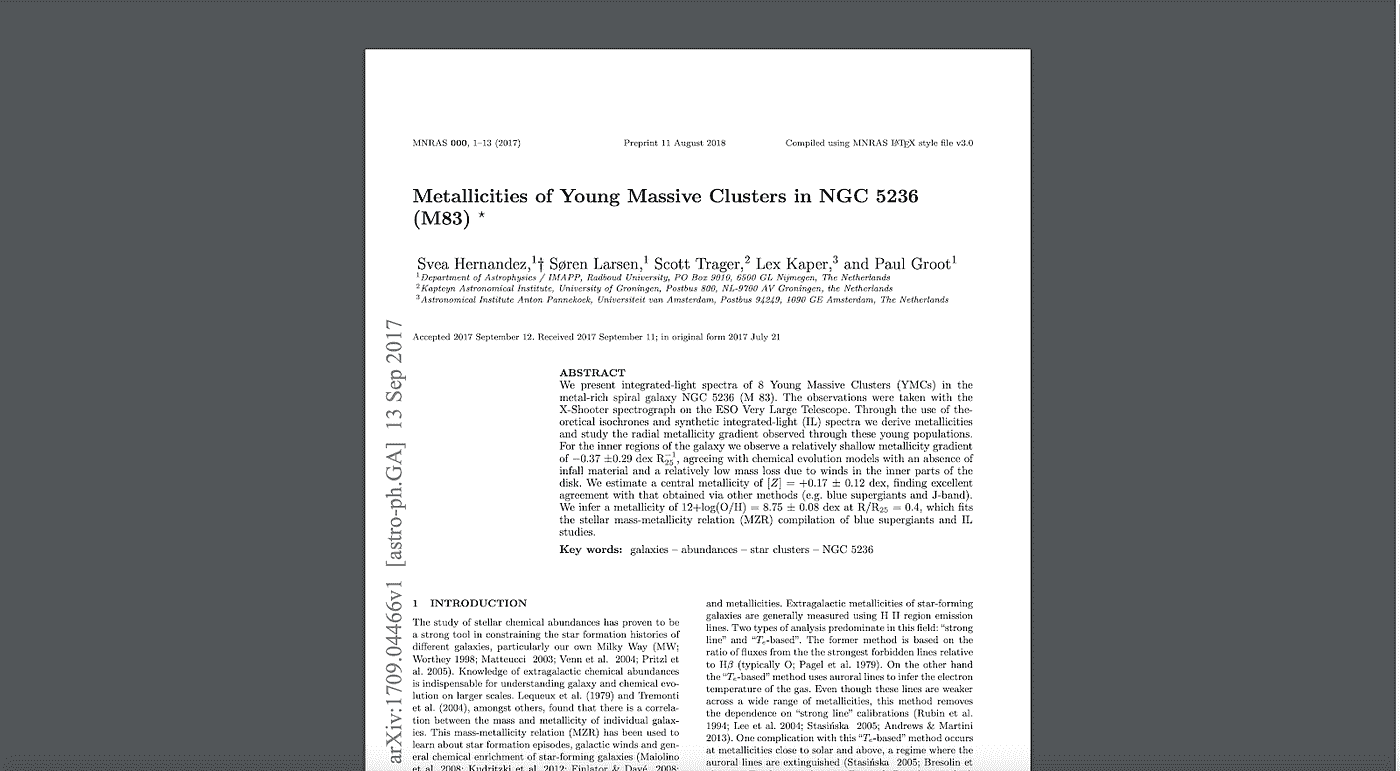 MNRAS 000, 1–13 (2017) Preprint 11 August 2018 Compiled using MNRAS LATEX style file v3.0
Metallicities of Young Massive Clusters in NGC 5236
(M83) ⋆
Svea Hernandez,1† Søren Larsen,1 Scott Trager,2 Lex Kaper,3 and Paul Groot1
1Department of Astrophysics / IMAPP, Radboud University, PO Box 9010, 6500 GL Nijmegen, The Netherlands
2Kapteyn Astronomical Institute, University of Groningen, Postbus 800, NL-9700 AV Groningen, the Netherlands
3Astronomical Institute Anton Pannekoek, Universiteit van Amsterdam, Postbus 94249, 1090 GE Amsterdam, The Netherlands
Accepted 2017 September 12. Received 2017 September 11; in original form 2017 July 21
ABSTRACT
We present integrated-light spectra of 8 Young Massive Clusters (YMCs) in the
metal-rich spiral galaxy NGC 5236 (M 83). The observations were taken with the
X-Shooter spectrograph on the ESO Very Large Telescope. Through the use of the-
oretical isochrones and synthetic integrated-light (IL) spectra we derive metallicities
and study the radial metallicity gradient observed through these young populations.
For the inner regions of the galaxy we observe a relatively shallow metallicity gradient
of −0.37 ±0.29 dex R25−1, agreeing with chemical evolution models with an absence of
infall material and a relatively low mass loss due to winds in the inner parts of the
disk. We estimate a central metallicity of [Z] = +0.17 ± 0.12 dex, finding excellent
agreement with that obtained via other methods (e.g. blue supergiants and J-band).
We infer a metallicity of 12+log(O/H) = 8.75 ± 0.08 dex at R/R25 = 0.4, which fits
the stellar mass-metallicity relation (MZR) compilation of blue supergiants and IL
studies.
Key words: galaxies – abundances – star clusters – NGC 5236
arXiv:1709.04466v1 [astro-ph.GA] 13 Sep 2017
1 INTRODUCTION
The study of stellar chemical abundances has proven to be
a strong tool in constraining the star formation histories of
different galaxies, particularly our own Milky Way (MW;
Worthey 1998; Matteucci 2003; Venn et al. 2004; Pritzl et
al. 2005). Knowledge of extragalactic chemical abundances
is indispensable for understanding galaxy and chemical evo-
lution on larger scales. Lequeux et al. (1979) and Tremonti
et al. (2004), amongst others, found that there is a correla-
tion between the mass and metallicity of individual galax-
ies. This mass-metallicity relation (MZR) has been used to
learn about star formation episodes, galactic winds and gen-
eral chemical enrichment of star-forming galaxies (Maiolino
et al. 2008; Kudritzki et al. 2012; Finlator & Davé 2008;
and metallicities. Extragalactic metallicities of star-forming
galaxies are generally measured using H II region emission
lines. Two types of analysis predominate in this field: “strong
line” and “Te-based”. The former method is based on the
ratio of fluxes from the the strongest forbidden lines relative
to Hβ (typically O; Pagel et al. 1979). On the other hand
the “Te-based” method uses auroral lines to infer the electron
temperature of the gas. Even though these lines are weaker
across a wide range of metallicities, this method removes
the dependence on “strong line” calibrations (Rubin et al.
1994; Lee et al. 2004; Stasińska 2005; Andrews & Martini
2013). One complication with this “Te-based” method occurs
at metallicities close to solar and above, a regime where the
auroral lines are extinguished (Stasińska 2005; Bresolin et